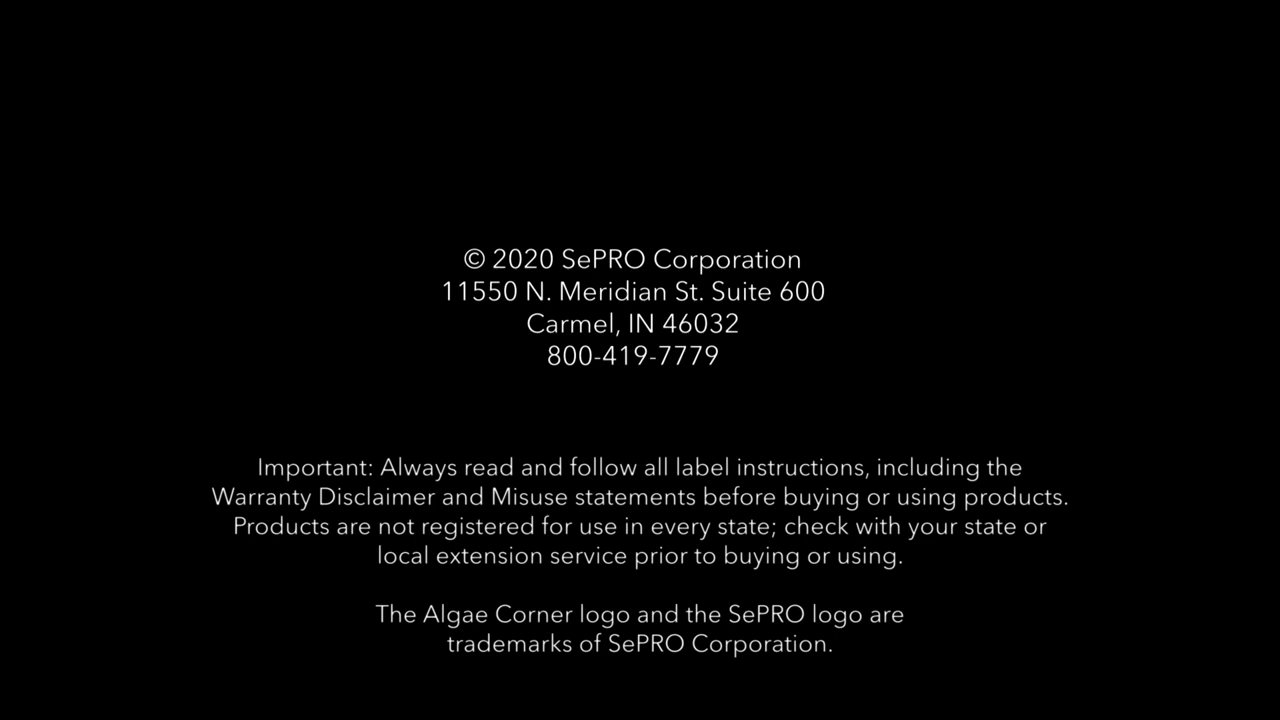 © 2020 SePRO Corporation
11550 N. Meridian St. Suite 600
Carmel, IN 46032
800-419-7779
Important: Always read and follow all label instructions, including the
Warranty Disclaimer and Misuse statements before buying or using products.
Products are not registered for use in every state; check with your state or
local extension service prior to buying or using.
The Algae Corner logo and the SePRO logo are
trademarks of SePRO Corporation.